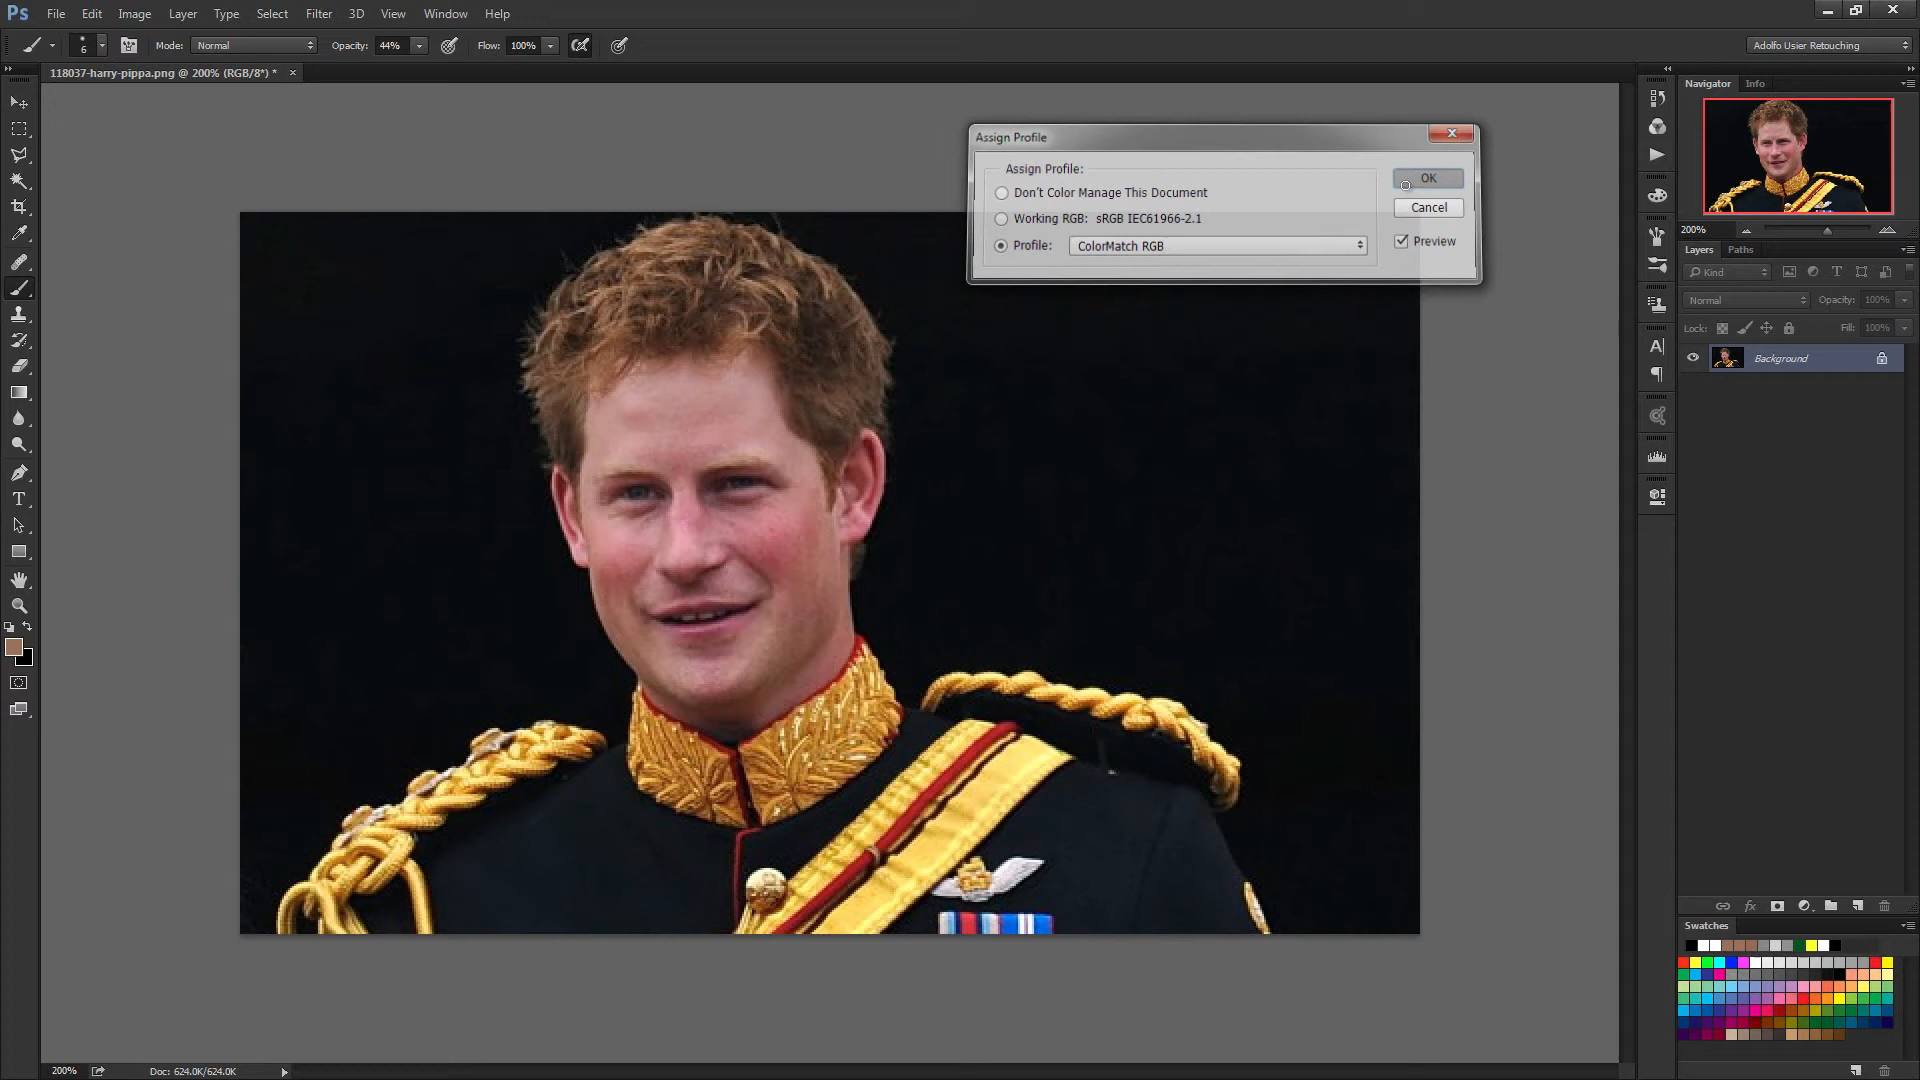 Ps File Edit Image Layer Type Select Filter 3D View Window Help
6 Mode: Normal Opacity: 44% Flow: 100% Adolfo Usier Retouching
118037-harry-pippa.png @ 200% (RGB/8*) * ×
Navigator Info
200%
Layers Paths
Kind
Normal Opacity: 100%
Lock: Fill: 100%
Background
Assign Profile
Assign Profile:
Don't Color Manage This Document
Working RGB: sRGB IEC61966-2.1
Profile: ColorMatch RGB
OK
Cancel
Preview
fx
Swatches
200% Doc: 624.0K/624.0K